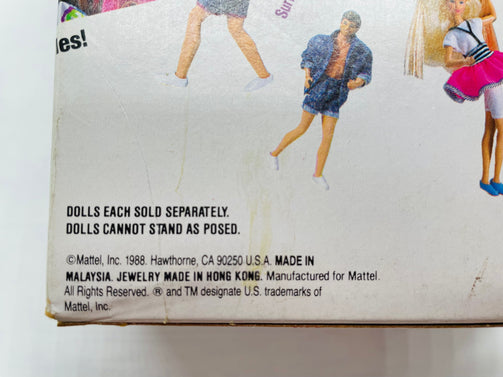 es!
DOLLS EACH SOLD SEPARATELY.
DOLLS CANNOT STAND AS POSED.
©Mattel, Inc. 1988. Hawthorne, CA 90250 U.S.A. MADE IN
MALAYSIA. JEWELRY MADE IN HONG KONG. Manufactured for Mattel.
All Rights Reserved. ® and TM designate U.S. trademarks of
Mattel, Inc.